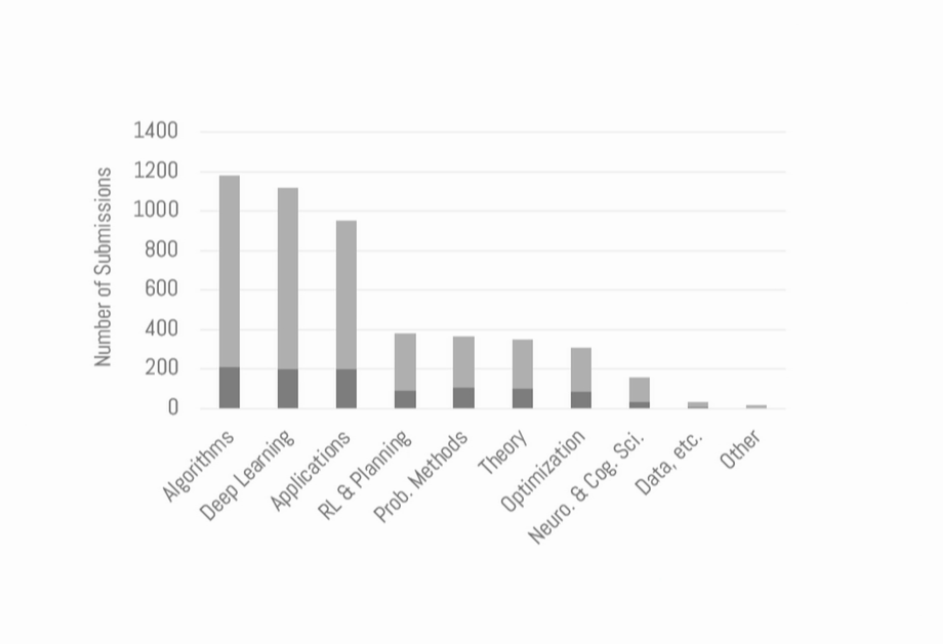 1400
1200
1000
800
600
400
200
0
Number of Submissions
Algorithms
Deep Learning
Applications
RL & Planning
Prob. Methods
Theory
Optimization
Neuro. & Cog. Sci.
Data, etc.
Other